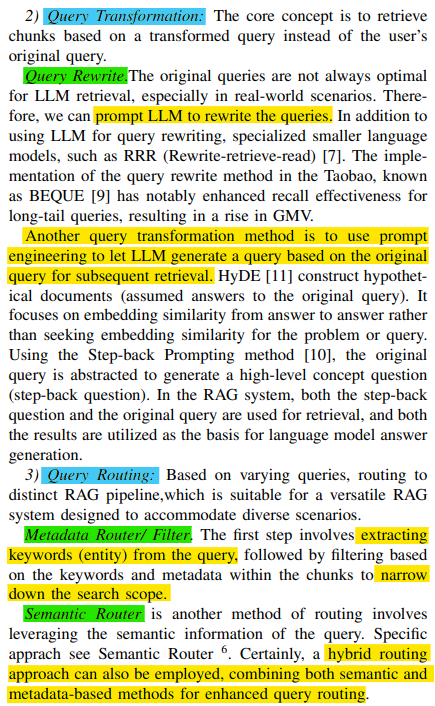 2) Query Transformation: The core concept is to retrieve
chunks based on a transformed query instead of the user's
original query.
Query Rewrite.The original queries are not always optimal
for LLM retrieval, especially in real-world scenarios. There-
fore, we can prompt LLM to rewrite the queries. In addition to
using LLM for query rewriting, specialized smaller language
models, such as RRR (Rewrite-retrieve-read) [7]. The imple-
mentation of the query rewrite method in the Taobao, known
as BEQUE [9] has notably enhanced recall effectiveness for
long-tail queries, resulting in a rise in GMV.
Another query transformation method is to use prompt
engineering to let LLM generate a query based on the original
query for subsequent retrieval. HyDE [11] construct hypothet-
ical documents (assumed answers to the original query). It
focuses on embedding similarity from answer to answer rather
than seeking embedding similarity for the problem or query.
Using the Step-back Prompting method [10], the original
query is abstracted to generate a high-level concept question
(step-back question). In the RAG system, both the step-back
question and the original query are used for retrieval, and both
the results are utilized as the basis for language model answer
generation.
3) Query Routing: Based on varying queries, routing to
distinct RAG pipeline,which is suitable for a versatile RAG
system designed to accommodate diverse scenarios.
Metadata Router/ Filter. The first step involves extracting
keywords (entity) from the query, followed by filtering based
on the keywords and metadata within the chunks to narrow
down the search scope.
Semantic Router is another method of routing involves
leveraging the semantic information of the query. Specific
apprach see Semantic Router 6. Certainly, a hybrid routing
approach can also be employed, combining both semantic and
metadata-based methods for enhanced query routing.